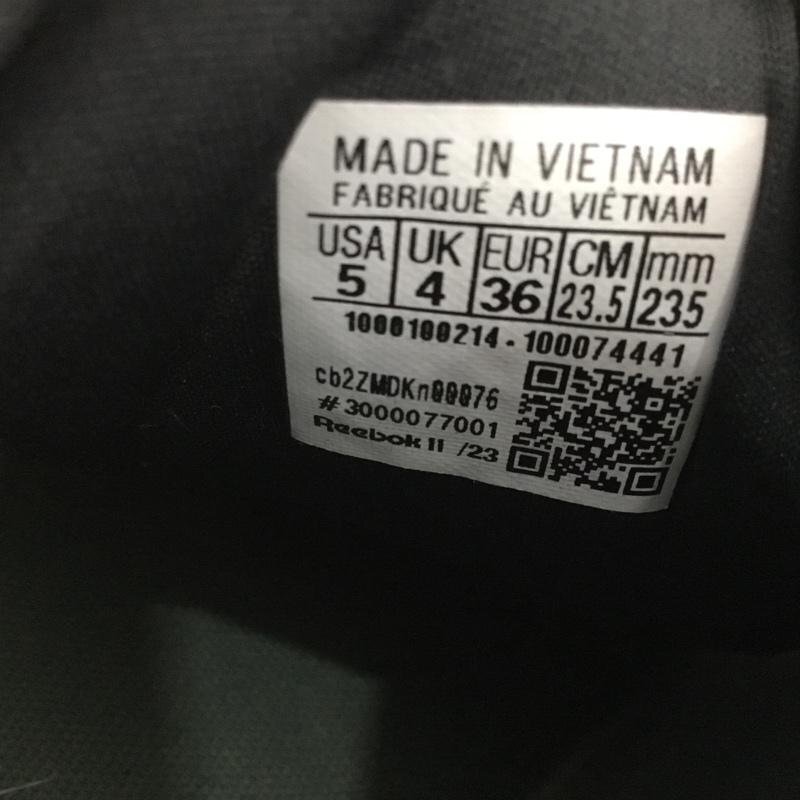 MADE IN VIETNAM
FABRIQUÉ AU VIÊTNAM
USA UK EUR CM mm
5 4 36 23.5 235
1000100214 - 100074441
cb2ZMDKn00076
# 3000077001
Reebok 11 /23